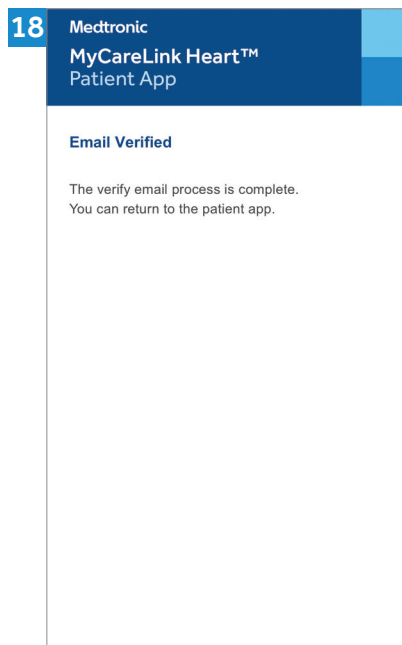 18
Medtronic
MyCareLink Heart™
Patient App
Email Verified
The verify email process is complete.
You can return to the patient app.